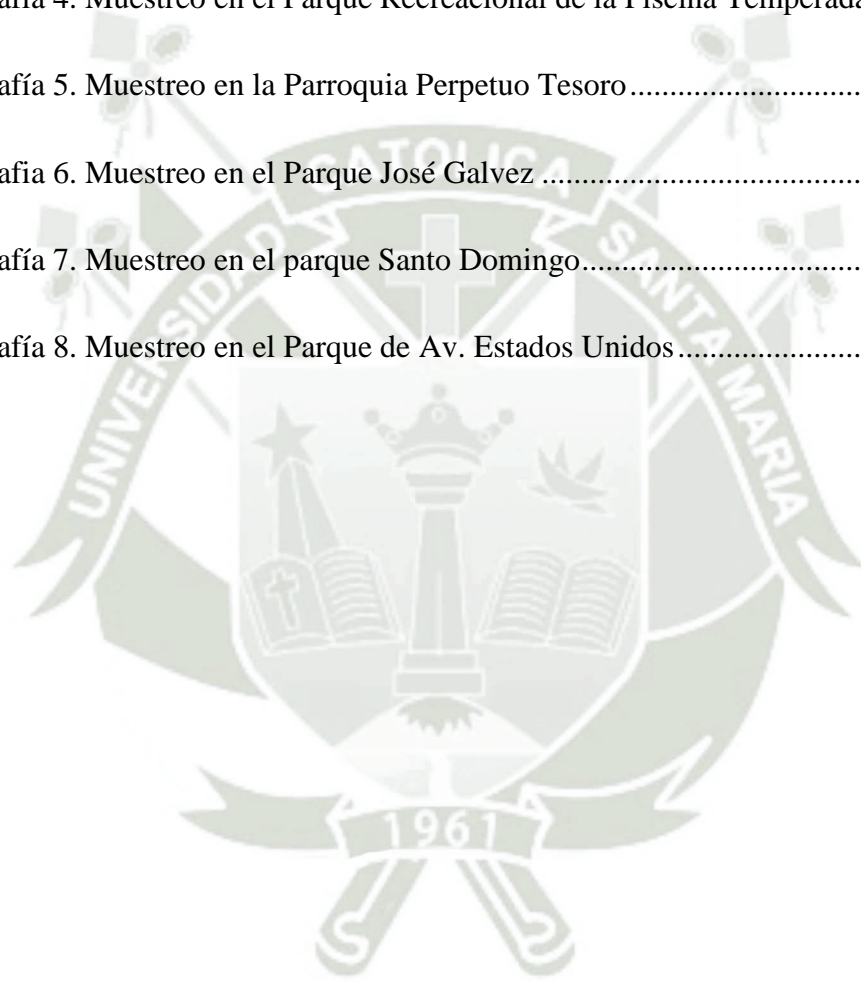 afía 4. Muestreo en el Parque Recreacional de la Piscina Temperada
afía 5. Muestreo en la Parroquia Perpetuo Tesoro............................
afia 6. Muestreo en el Parque José Galvez .......................................
afía 7. Muestreo en el parque Santo Domingo..................................
afía 8. Muestreo en el Parque de Av. Estados Unidos......................
UNIVERSIDAD CATOLICA SANTA MARIA
1961